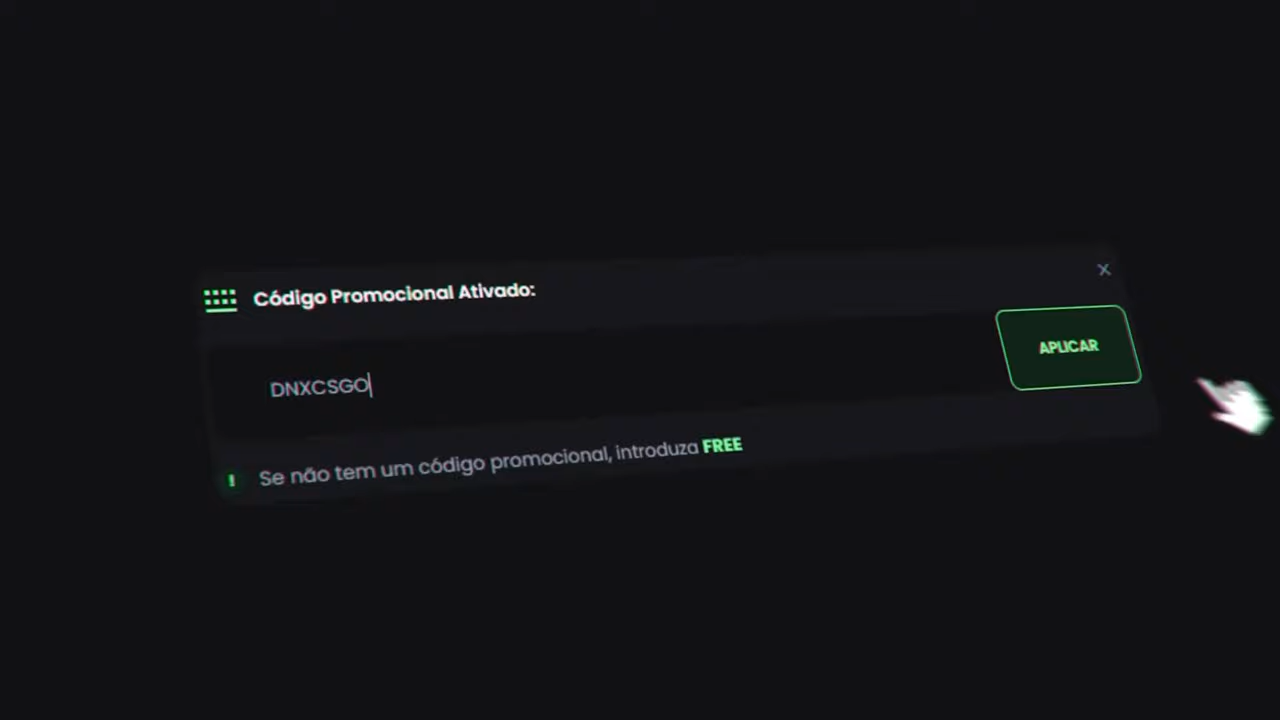 Código Promocional Ativado:
DNXCSGO
APLICAR
! Se não tem um código promocional, introduza FREE